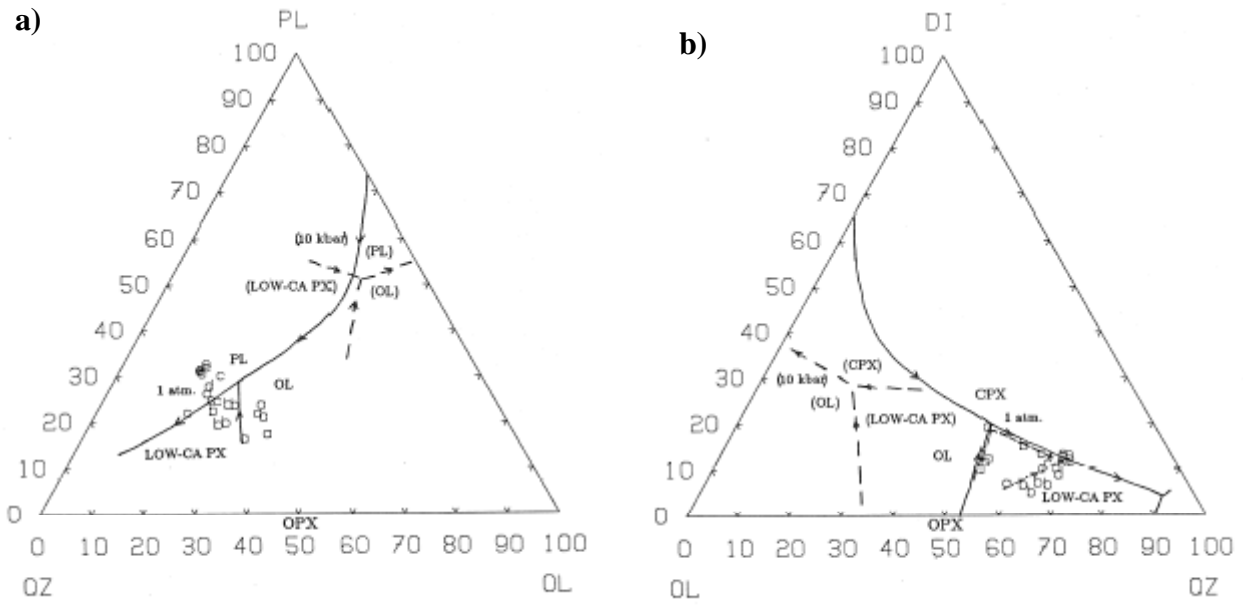 a)
PL
100
90
80
70
60
50
40
30
20
10
0
(10 kbar)
(PL)
(LOW-CA PX)
(OL)
PL
1 atm.
OL
LOW-CA PX
OPX
0 10 20 30 40 50 60 70 80 90 100
QZ
OL
b)
DI
100
90
80
70
60
50
40
30
20
10
0
(CPX)
(10 kbar)
(OL)
(LOW-CA PX)
CPX
1 atm.
OL
LOW-CA PX
OPX
0 10 20 30 40 50 60 70 80 90 100
OL
QZ